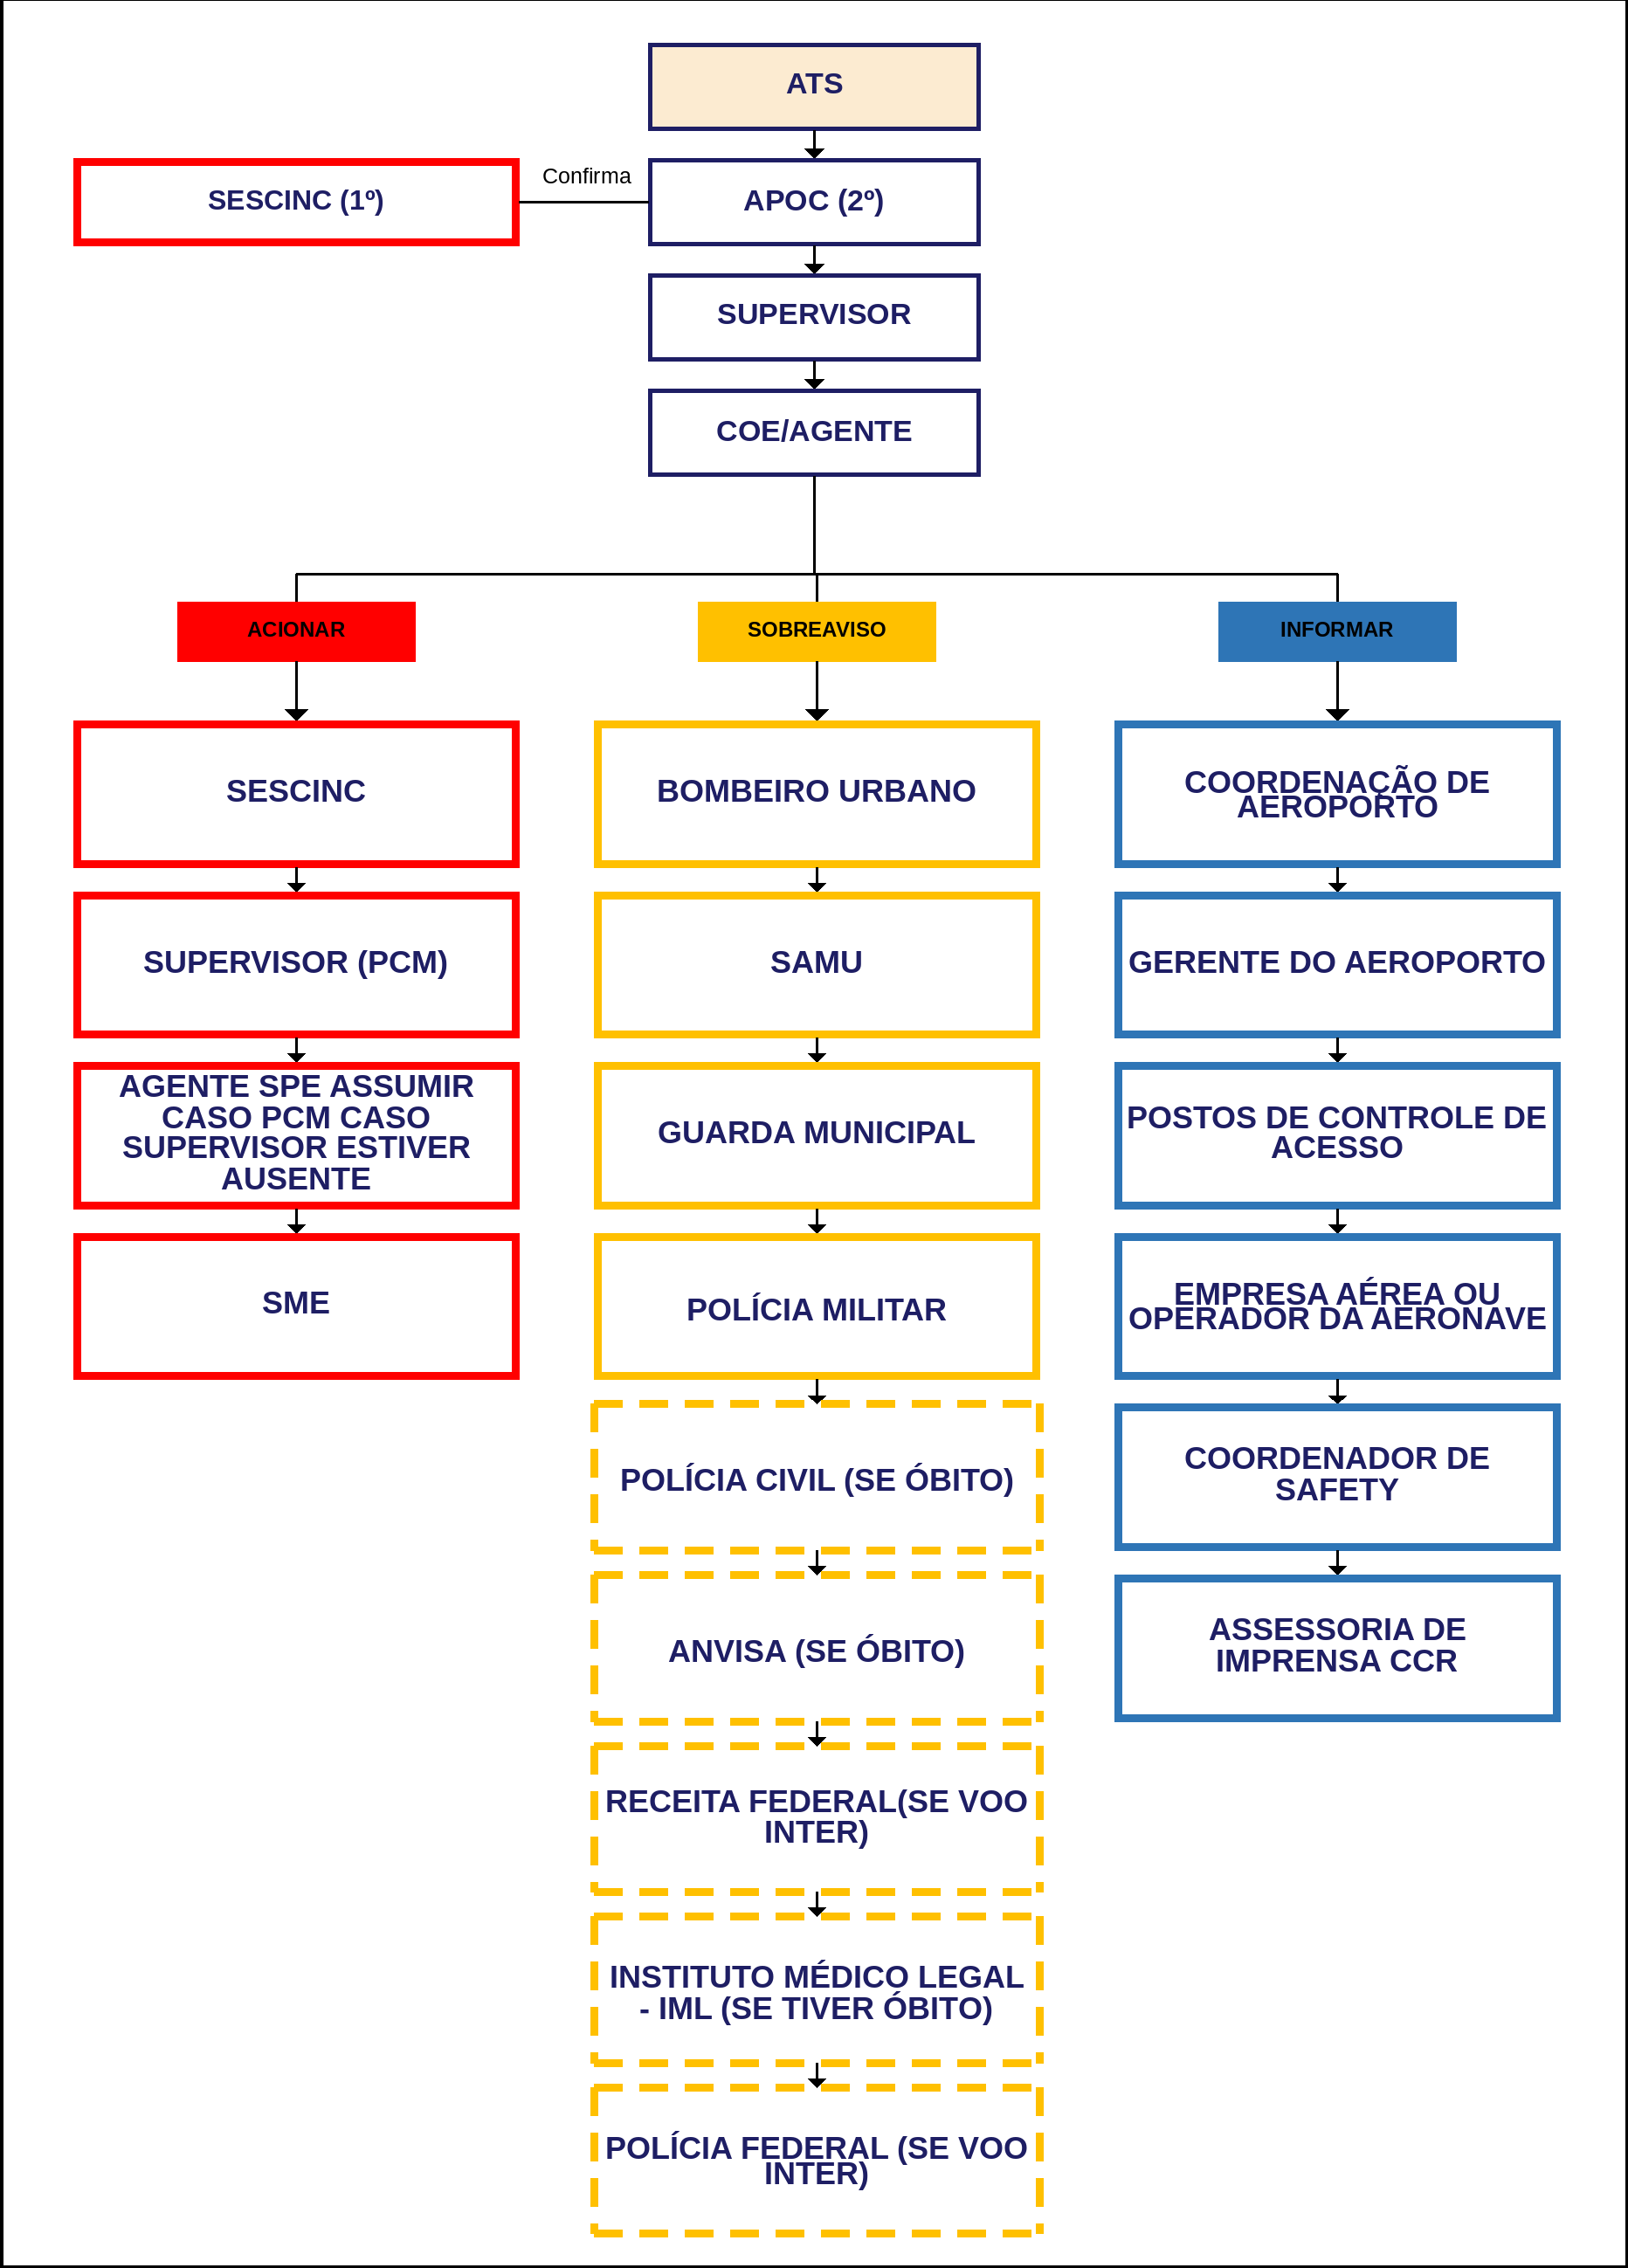 ATS
Confirma
SESCINC (1º)
APOC (2º)
SUPERVISOR
COE/AGENTE
ACIONAR
SOBREAVISO
INFORMAR
SESCINC
SUPERVISOR (PCM)
AGENTE SPE ASSUMIR
CASO PCM CASO
SUPERVISOR ESTIVER
AUSENTE
SME
BOMBEIRO URBANO
SAMU
GUARDA MUNICIPAL
POLÍCIA MILITAR
POLÍCIA CIVIL (SE ÓBITO)
ANVISA (SE ÓBITO)
RECEITA FEDERAL(SE VOO
INTER)
INSTITUTO MÉDICO LEGAL
- IML (SE TIVER ÓBITO)
POLÍCIA FEDERAL (SE VOO
INTER)
COORDENAÇÃO DE
AEROPORTO
GERENTE DO AEROPORTO
POSTOS DE CONTROLE DE
ACESSO
EMPRESA AÉREA OU
OPERADOR DA AERONAVE
COORDENADOR DE
SAFETY
ASSESSORIA DE
IMPRENSA CCR